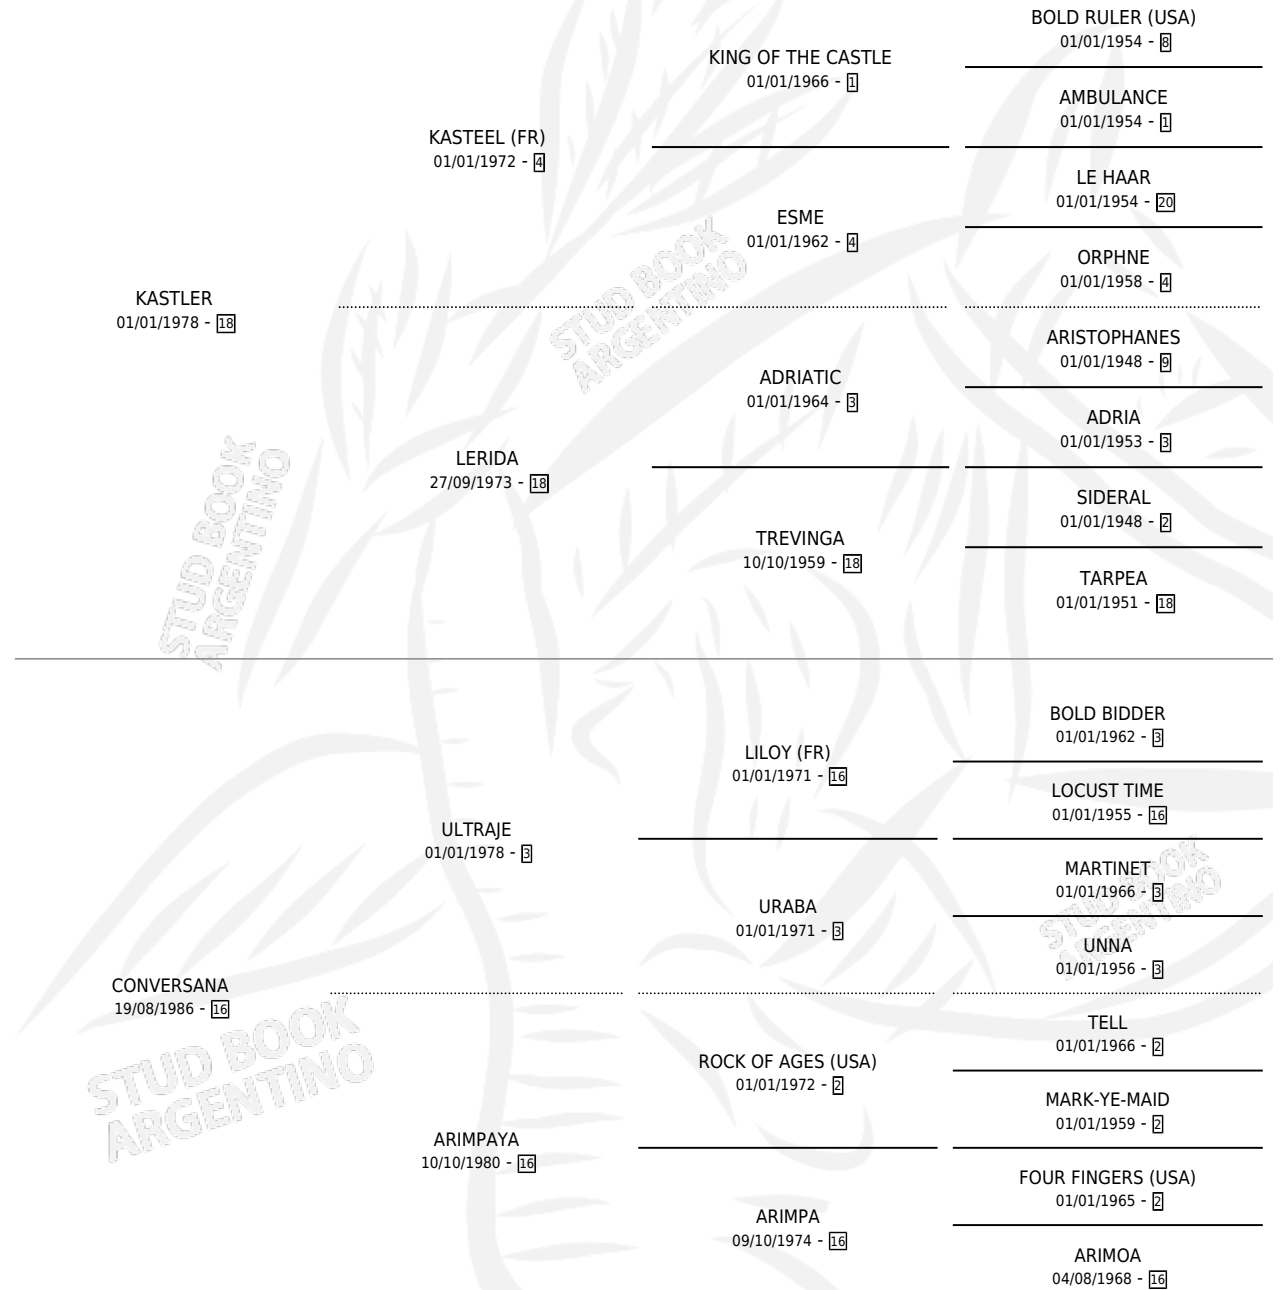 BOLD RULER (USA)
01/01/1954 - 8
KING OF THE CASTLE
01/01/1966 - 1
AMBULANCE
01/01/1954 - 1
KASTEEL (FR)
01/01/1972 - 4
LE HAAR
01/01/1954 - 20
ESME
01/01/1962 - 4
ORPHNE
01/01/1958 - 4
STUD BOOK
ARGENTINO
KASTLER
01/01/1978 - 18
ARISTOPHANES
01/01/1948 - 9
ADRIATIC
01/01/1964 - 3
ADRIA
01/01/1953 - 3
LERIDA
27/09/1973 - 18
SIDERAL
01/01/1948 - 2
TREVINGA
10/10/1959 - 18
TARPEA
01/01/1951 - 18
STUD BOOK
ARGENTINO
BOLD BIDDER
01/01/1962 - 3
LILOY (FR)
01/01/1971 - 16
LOCUST TIME
01/01/1955 - 16
ULTRAJE
01/01/1978 - 3
MARTINET
01/01/1966 - 3
URABA
01/01/1971 - 3
UNNA
01/01/1956 - 3
STUD BOOK
ARGENTINO
CONVERSANA
19/08/1986 - 16
TELL
01/01/1966 - 2
ROCK OF AGES (USA)
01/01/1972 - 2
MARK-YE-MAID
01/01/1959 - 2
STUD BOOK
ARGENTINO
ARIMPAYA
10/10/1980 - 16
FOUR FINGERS (USA)
01/01/1965 - 2
ARIMPA
09/10/1974 - 16
ARIMOA
04/08/1968 - 16